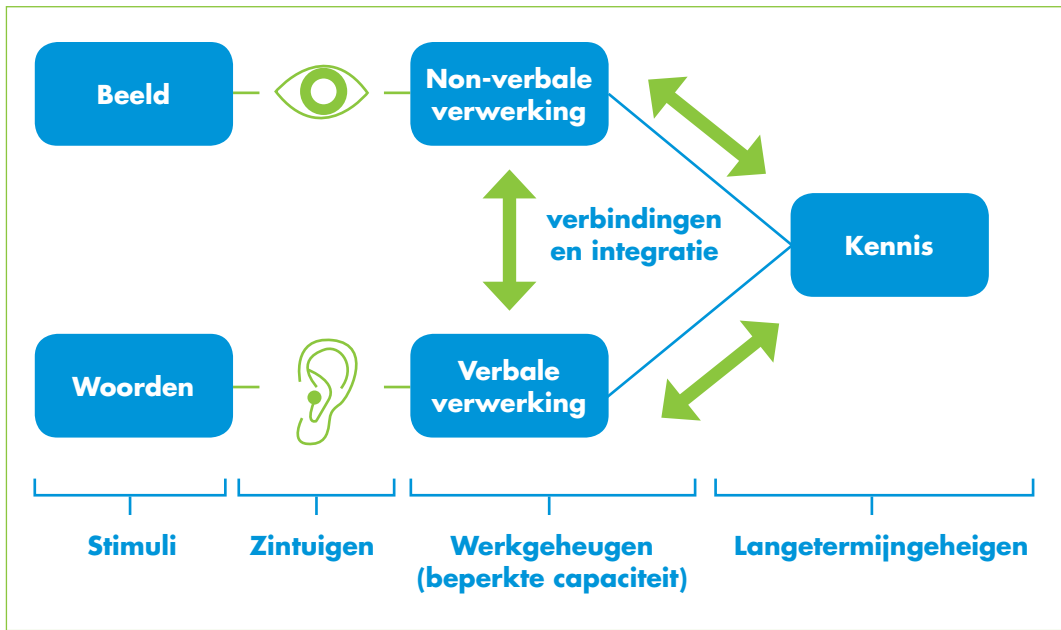 Beeld
Non-verbale
verwerking
verbindingen
en integratie
Kennis
Woorden
Verbale
verwerking
Stimuli
Zintuigen
Werkgeheugen
(beperkte capaciteit)
Langetermijngeheigen